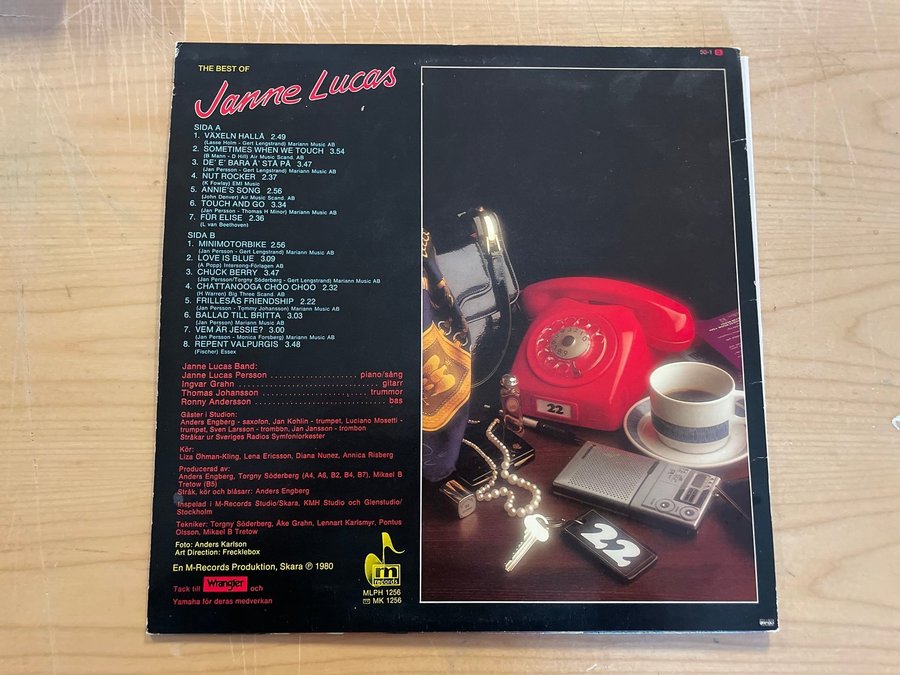 50-1
THE BEST OF
Janne Lucas
SIDA A
1. VÄXELN HALLÅ 2.49
(Lasse Holm - Gert Lengstrand) Mariann Music AB
2. SOMETIMES WHEN WE TOUCH 3.54
(B Mann - D Hill) Air Music Scand. AB
3. DE' E' BARA Å' STÅ PÅ 3.47
(Jan Persson - Gert Lengstrand) Mariann Music AB
4. NUT ROCKER 2.37
(K Fowlay) EMI Music
5. ANNIE'S SONG 2.56
(John Denver) Air Music Scand. AB
6. TOUCH AND GO 3.34
(Jan Persson - Thomas H Minor) Mariann Music AB
7. FÜR ELISE 2.36
(L van Beethoven)
SIDA B
1. MINIMOTORBIKE 2.56
(Jan Persson - Gert Lengstrand) Mariann Music AB
2. LOVE IS BLUE 3.09
(A Popp) Intersong-Förlagen AB
3. CHUCK BERRY 3.47
(Jan Persson/Torgny Söderberg - Gert Lengstrand) Mariann Music AB
4. CHATTANOOGA CHOO CHOO 2.32
(H Warren) Big Three Scand. AB
5. FRILLESÅS FRIENDSHIP 2.22
(Jan Persson - Tommy Johansson) Mariann Music AB
6. BALLAD TILL BRITTA 3.03
(Jan Persson) Mariann Music AB
7. VEM ÄR JESSIE? 3.00
(Jan Persson - Monica Forsberg) Mariann Music AB
8. REPENT VALPURGIS 3.48
(Fischer) Essex
Janne Lucas Band:
Janne Lucas Persson . . . . . . . . . . . . . . . . . . . . piano/sång
Ingvar Grahn . . . . . . . . . . . . . . . . . . . . . . . . . . . . . gitarr
Thomas Johansson . . . . . . . . . . . . . . . . . . . . . . trummor
Ronny Andersson . . . . . . . . . . . . . . . . . . . . . . . . . . . bas
Gäster i Studion:
Anders Engberg - saxofon, Jan Kohlin - trumpet, Luciano Mosetti -
trumpet, Sven Larsson - trombon, Jan Jansson - trombon
Stråkar ur Sveriges Radios Symfoniorkester
Kör:
Liza Öhman-Kling, Lena Ericsson, Diana Nunez, Annica Risberg
Producerad av:
Anders Engberg, Torgny Söderberg (A4, A6, B2, B4, B7), Mikael B
Tretow (B5)
Stråk, kör och blåsarr: Anders Engberg
Inspelad i M-Records Studio/Skara, KMH Studio och Glenstudio/
Stockholm
Tekniker: Torgny Söderberg, Åke Grahn, Lennart Karlsmyr, Pontus
Olsson, Mikael B Tretow
Foto: Anders Karlson
Art Direction: Frecklebox
En M-Records Produktion, Skara ℗ 1980
Tack till Wrangler och
Yamaha för deras medverkan
m
records
MLPH 1256
MK 1256
22
22